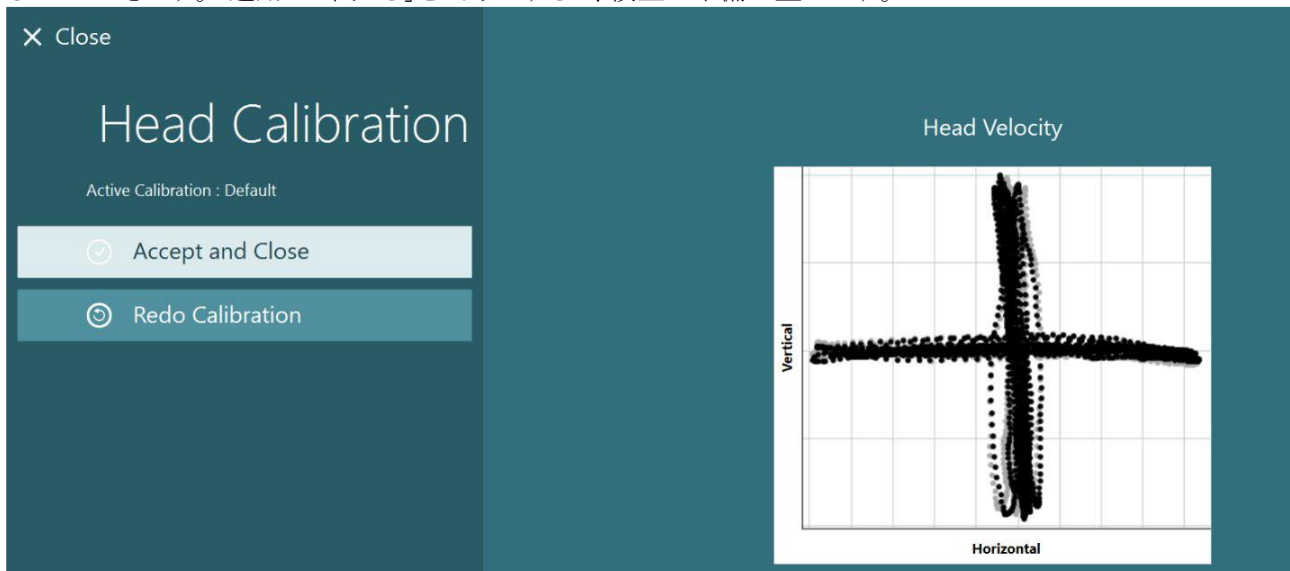 Close
Head Calibration
Active Calibration : Default
Accept and Close
Redo Calibration
Head Velocity
Vertical
Horizontal